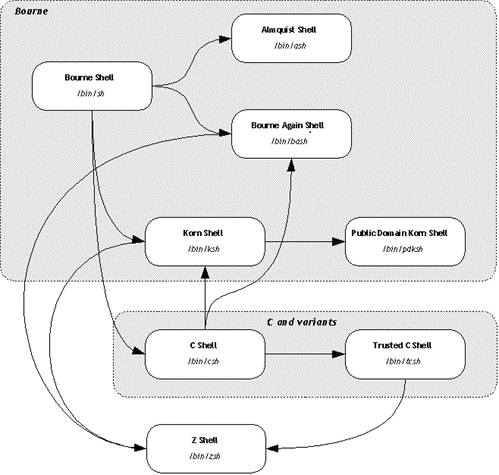 Bourne
Almquist Shell
/bin/ash
Bourne Shell
/bin/sh
Bourne Again Shell
/bin/bash
Korn Shell
/bin/ksh
Public Domain Korn Shell
/bin/pdksh
C and variants
C Shell
/bin/csh
Trusted C Shell
/bin/tcsh
Z Shell
/bin/zsh